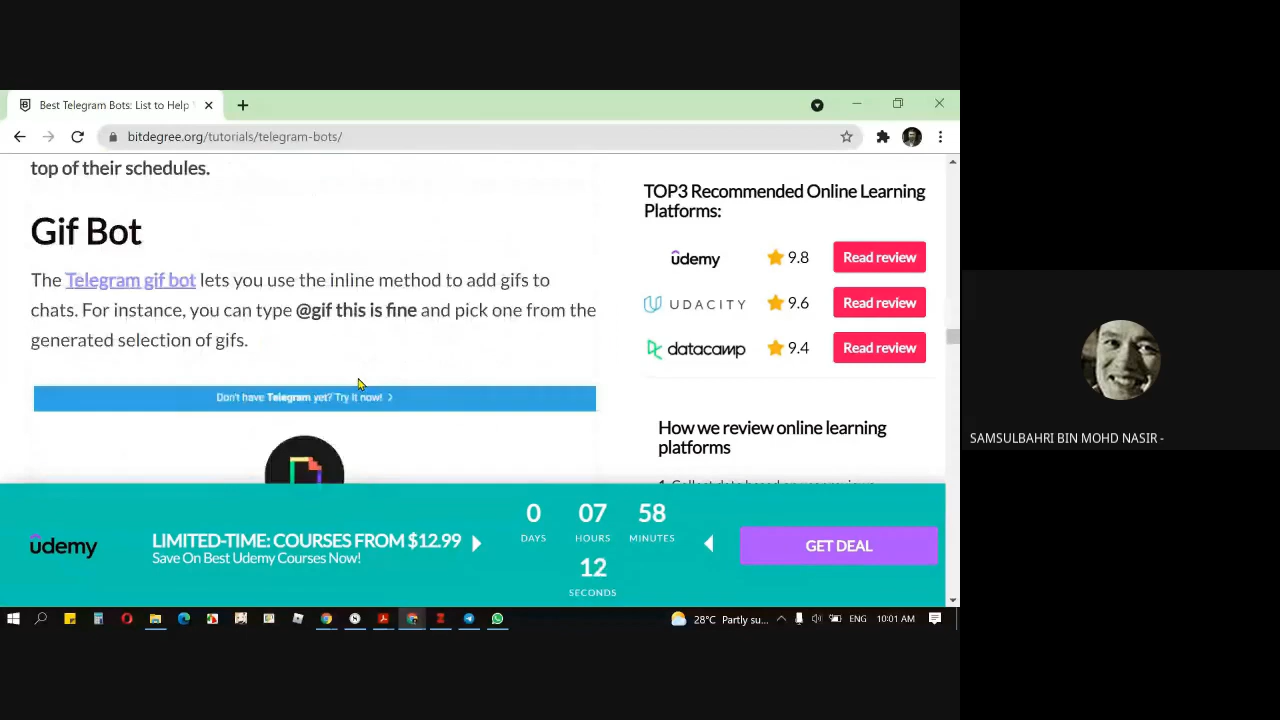 Best Telegram Bots: List to Help
bitdegree.org/tutorials/telegram-bots/
top of their schedules.
Gif Bot
The Telegram gif bot lets you use the inline method to add gifs to
chats. For instance, you can type @gif this is fine and pick one from the
generated selection of gifs.
Don't have Telegram yet? Try it now!
TOP3 Recommended Online Learning
Platforms:
udemy 9.8 Read review
UDACITY 9.6 Read review
datacamp 9.4 Read review
How we review online learning
platforms
udemy
LIMITED-TIME: COURSES FROM $12.99
Save On Best Udemy Courses Now!
0 07 58
DAYS HOURS MINUTES
12
SECONDS
GET DEAL
28°C Partly su... ENG 10:01 AM
SAMSULBAHRI BIN MOHD NASIR -